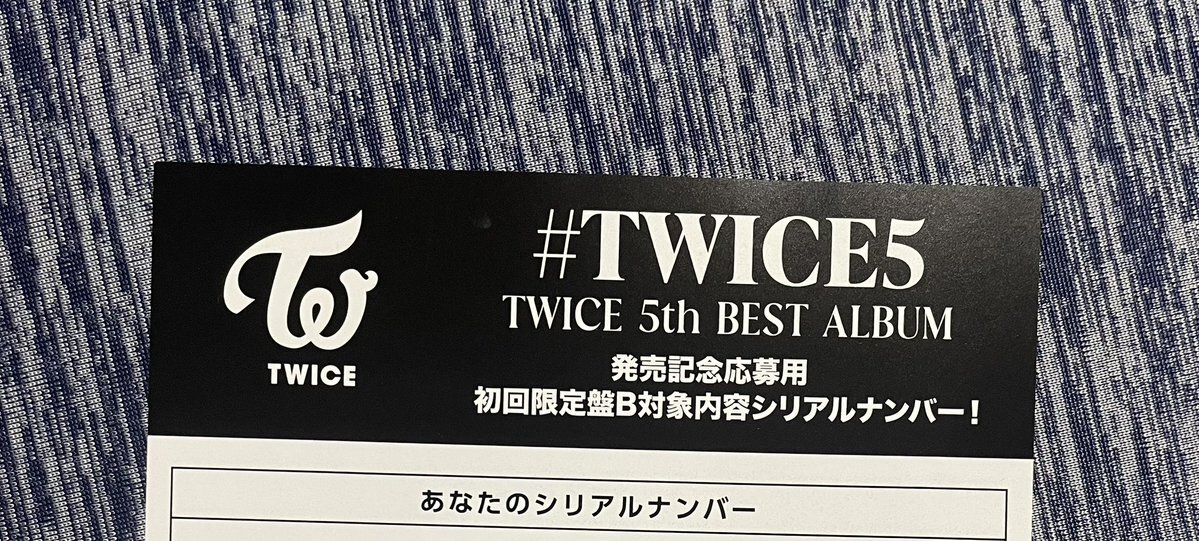 #TWICE5
TWICE 5th BEST ALBUM
TWICE
発売記念応募用
初回限定盤B対象内容シリアルナンバー!
あなたのシリアルナンバー